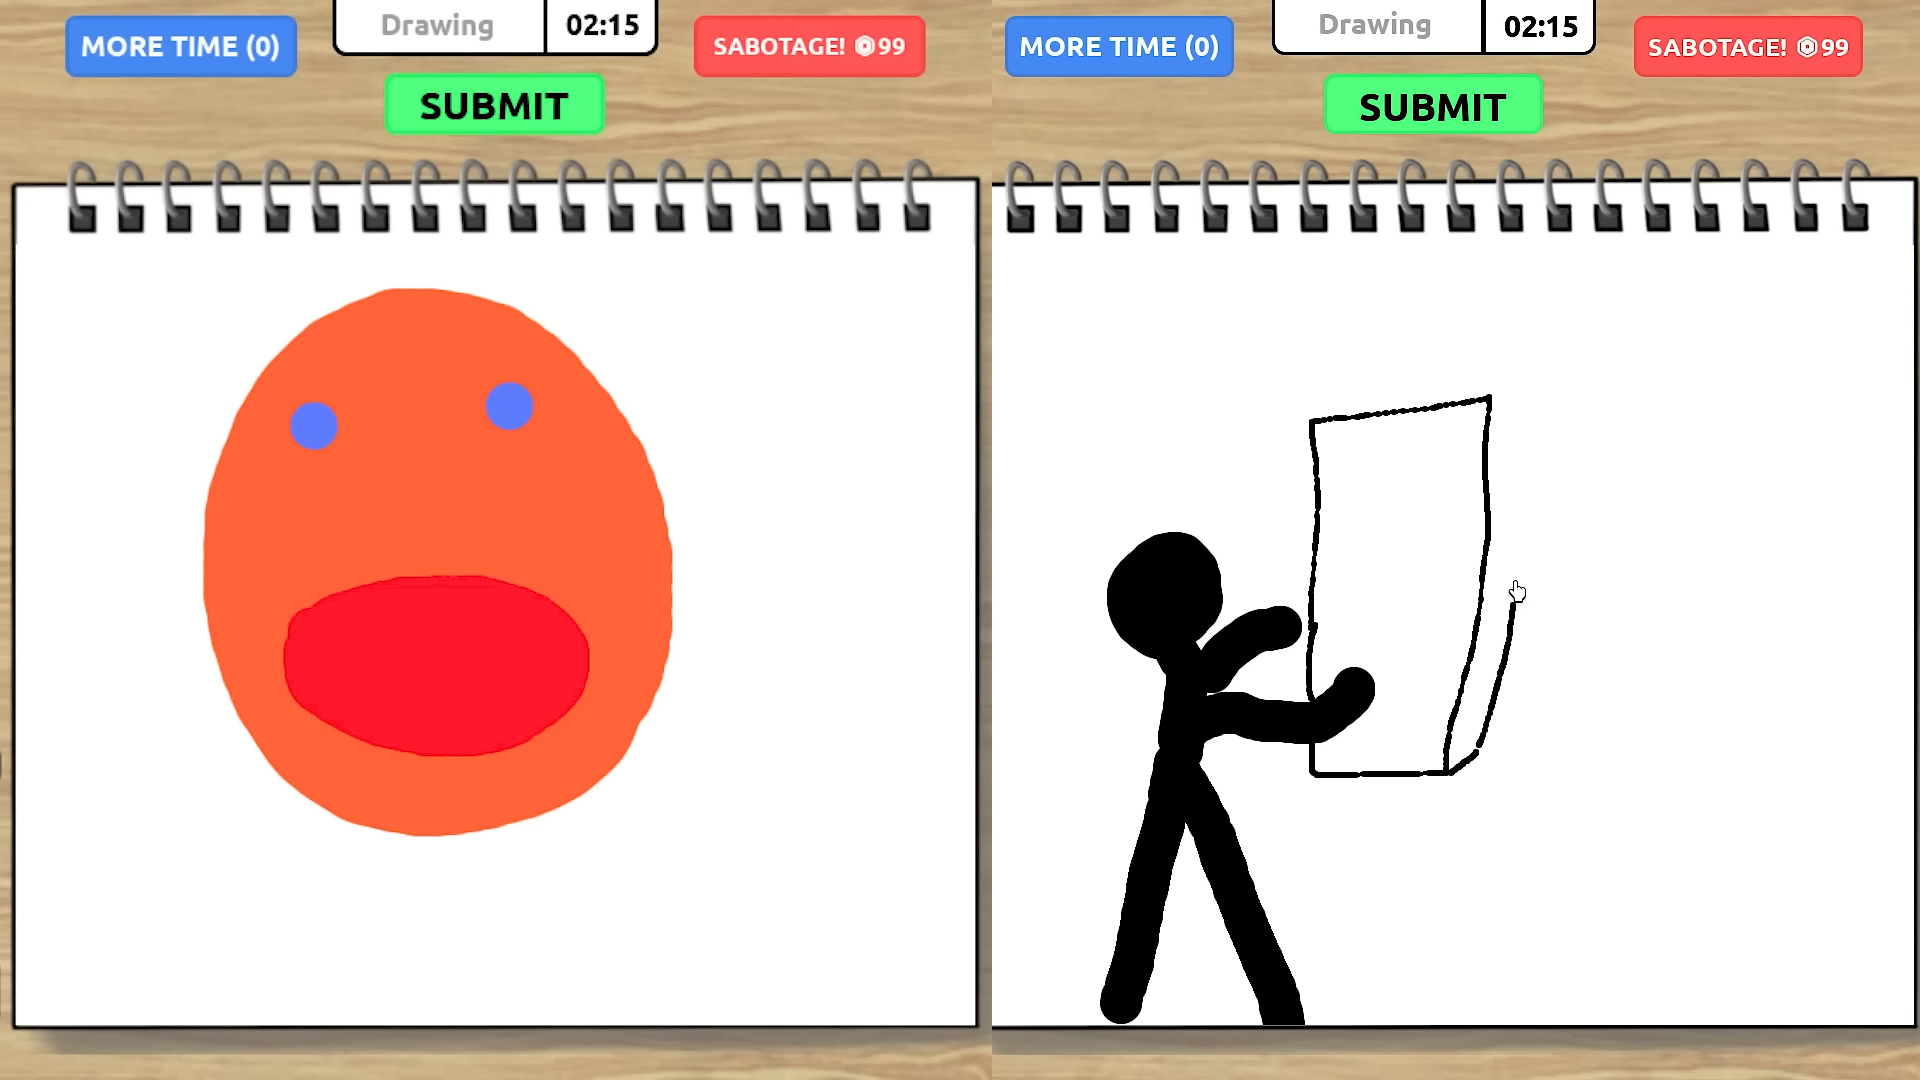 MORE TIME (0)
Drawing
02:15
SABOTAGE! 99
SUBMIT
MORE TIME (0)
Drawing
02:15
SABOTAGE! 99
SUBMIT